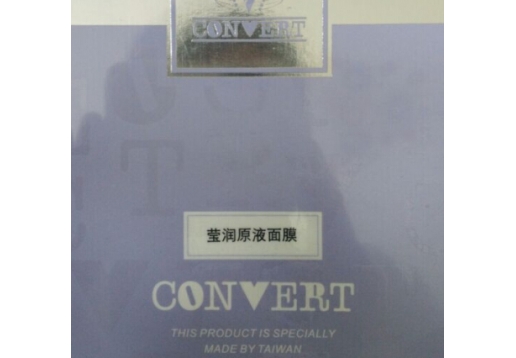 CONVERT
莹润原液面膜
CONVERT
THIS PRODUCT IS SPECIALLY
MADE BY TAIWAN